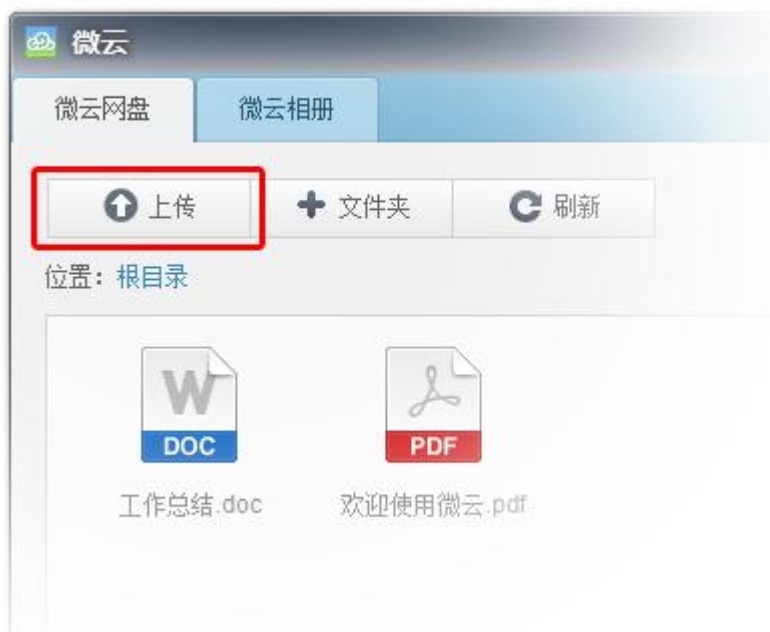 微云
微云网盘 微云相册
上传 文件夹 刷新
位置：根目录
W
DOC PDF
工作总结.doc 欢迎使用微云.pdf